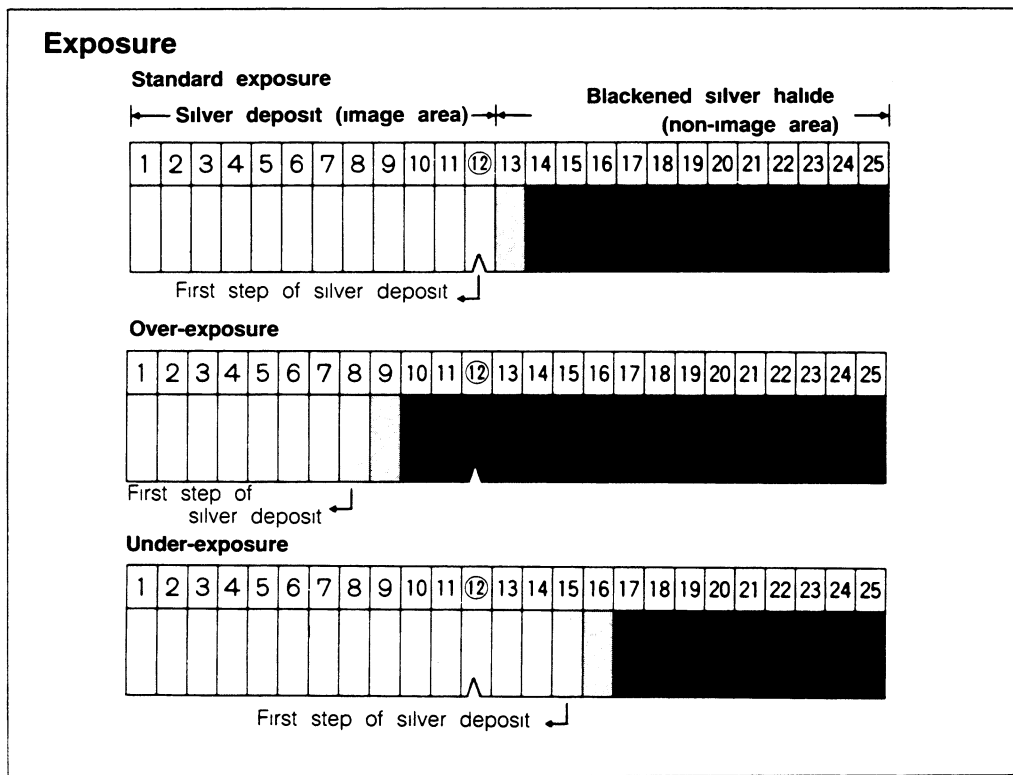 Exposure
Standard exposure
Silver deposit (image area)
Blackened silver halide
(non-image area)
1 2 3 4 5 6 7 8 9 10 11 ⑫ 13 14 15 16 17 18 19 20 21 22 23 24 25
First step of silver deposit
Over-exposure
1 2 3 4 5 6 7 8 9 10 11 ⑫ 13 14 15 16 17 18 19 20 21 22 23 24 25
First step of
silver deposit
Under-exposure
1 2 3 4 5 6 7 8 9 10 11 ⑫ 13 14 15 16 17 18 19 20 21 22 23 24 25
First step of silver deposit